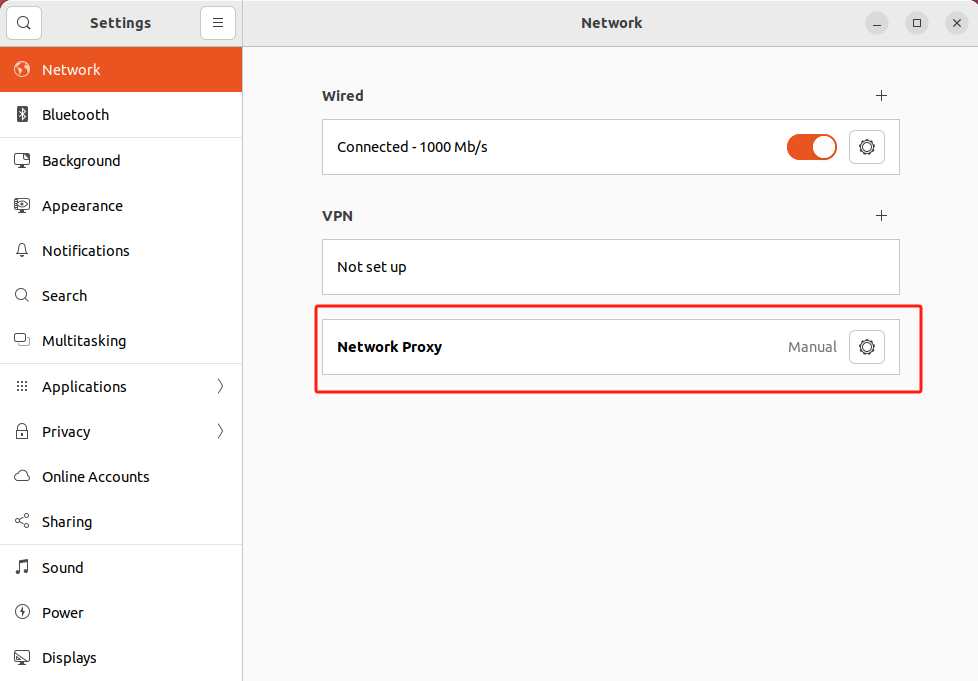 Settings
Network
Network
Bluetooth
Background
Appearance
Notifications
Search
Multitasking
Applications
Privacy
Online Accounts
Sharing
Sound
Power
Displays
Wired
Connected - 1000 Mb/s
VPN
Not set up
Network Proxy Manual